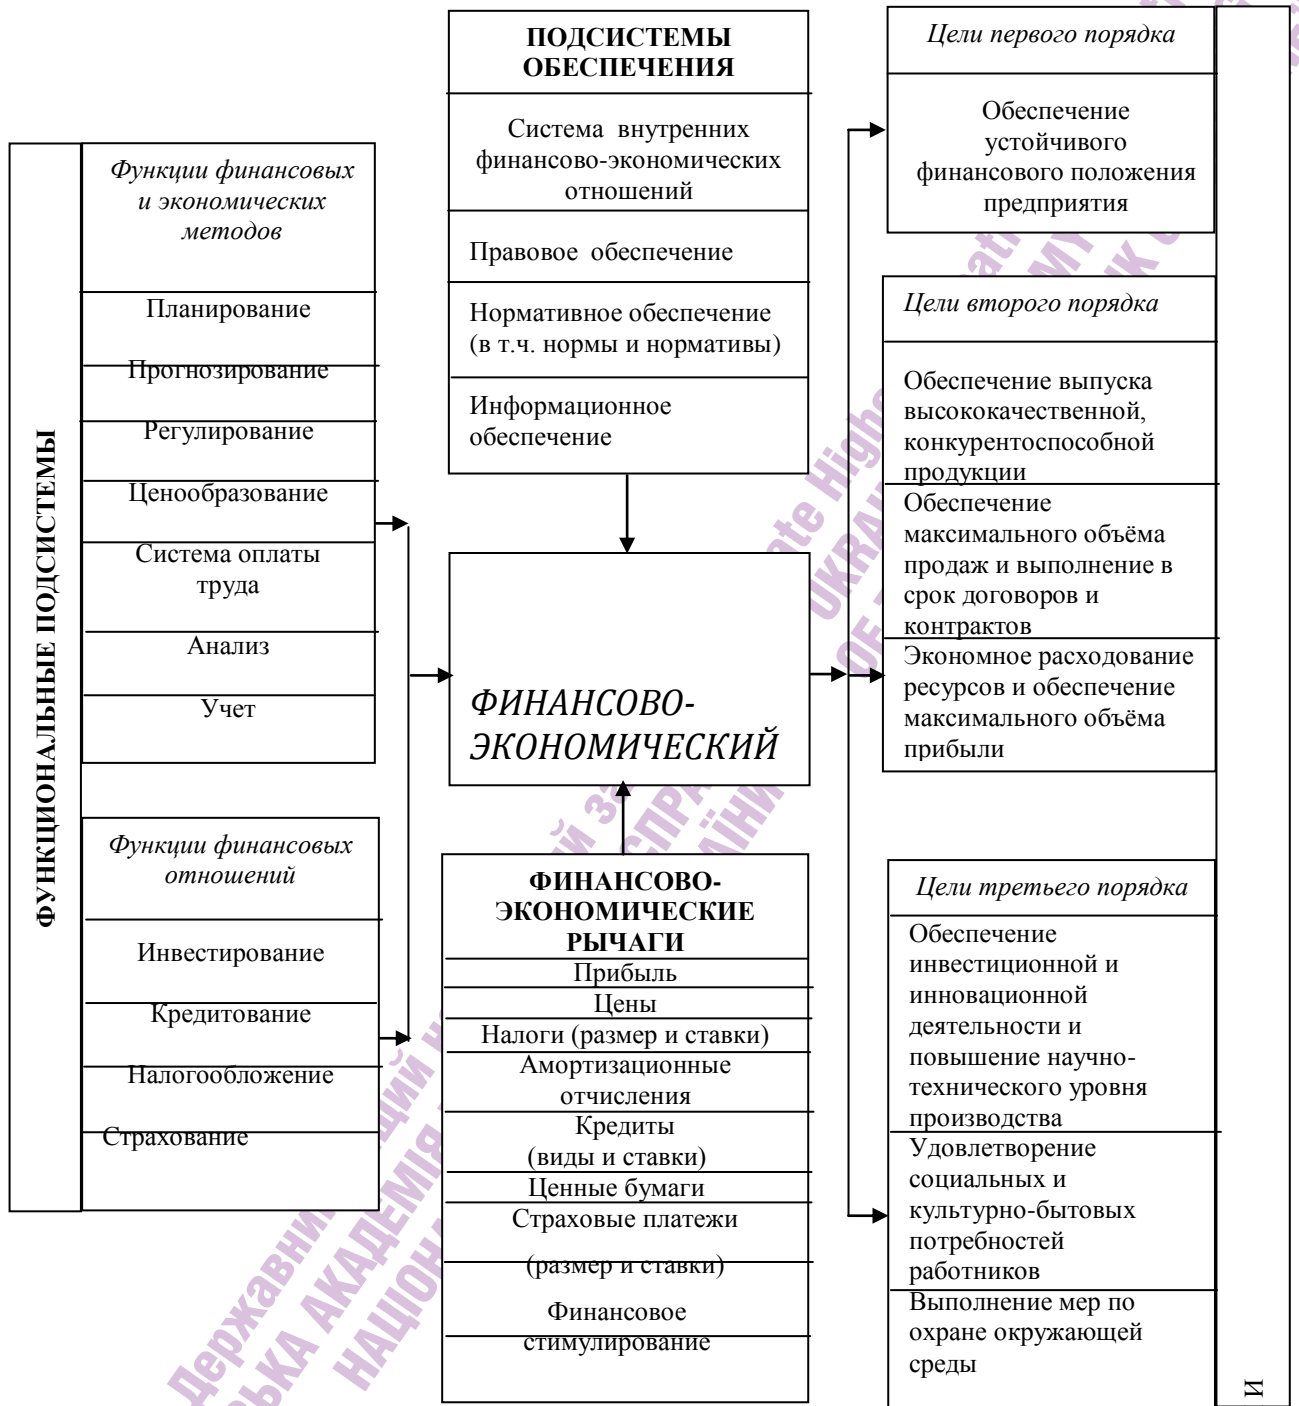 ФУНКЦИОНАЛЬНЫЕ ПОДСИСТЕМЫ
Функции финансовых
и экономических
методов
Планирование
Прогнозирование
Регулирование
Ценообразование
Система оплаты
труда
Анализ
Учет
Функции финансовых
отношений
Инвестирование
Кредитование
Налогообложение
Страхование
ПОДСИСТЕМЫ
ОБЕСПЕЧЕНИЯ
Система внутренних
финансово-экономических
отношений
Правовое обеспечение
Нормативное обеспечение
(в т.ч. нормы и нормативы)
Информационное
обеспечение
ФИНАНСОВО-
ЭКОНОМИЧЕСКИЙ
ФИНАНСОВО-
ЭКОНОМИЧЕСКИЕ
РЫЧАГИ
Прибыль
Цены
Налоги (размер и ставки)
Амортизационные
отчисления
Кредиты
(виды и ставки)
Ценные бумаги
Страховые платежи
(размер и ставки)
Финансовое
стимулирование
Цели первого порядка
Обеспечение
устойчивого
финансового положения
предприятия
Цели второго порядка
Обеспечение выпуска
высококачественной,
конкурентоспособной
продукции
Обеспечение
максимального объёма
продаж и выполнение в
срок договоров и
контрактов
Экономное расходование
ресурсов и обеспечение
максимального объёма
прибыли
Цели третьего порядка
Обеспечение
инвестиционной и
инновационной
деятельности и
повышение научно-
технического уровня
производства
Удовлетворение
социальных и
культурно-бытовых
потребностей
работников
Выполнение мер по
охране окружающей
среды
И